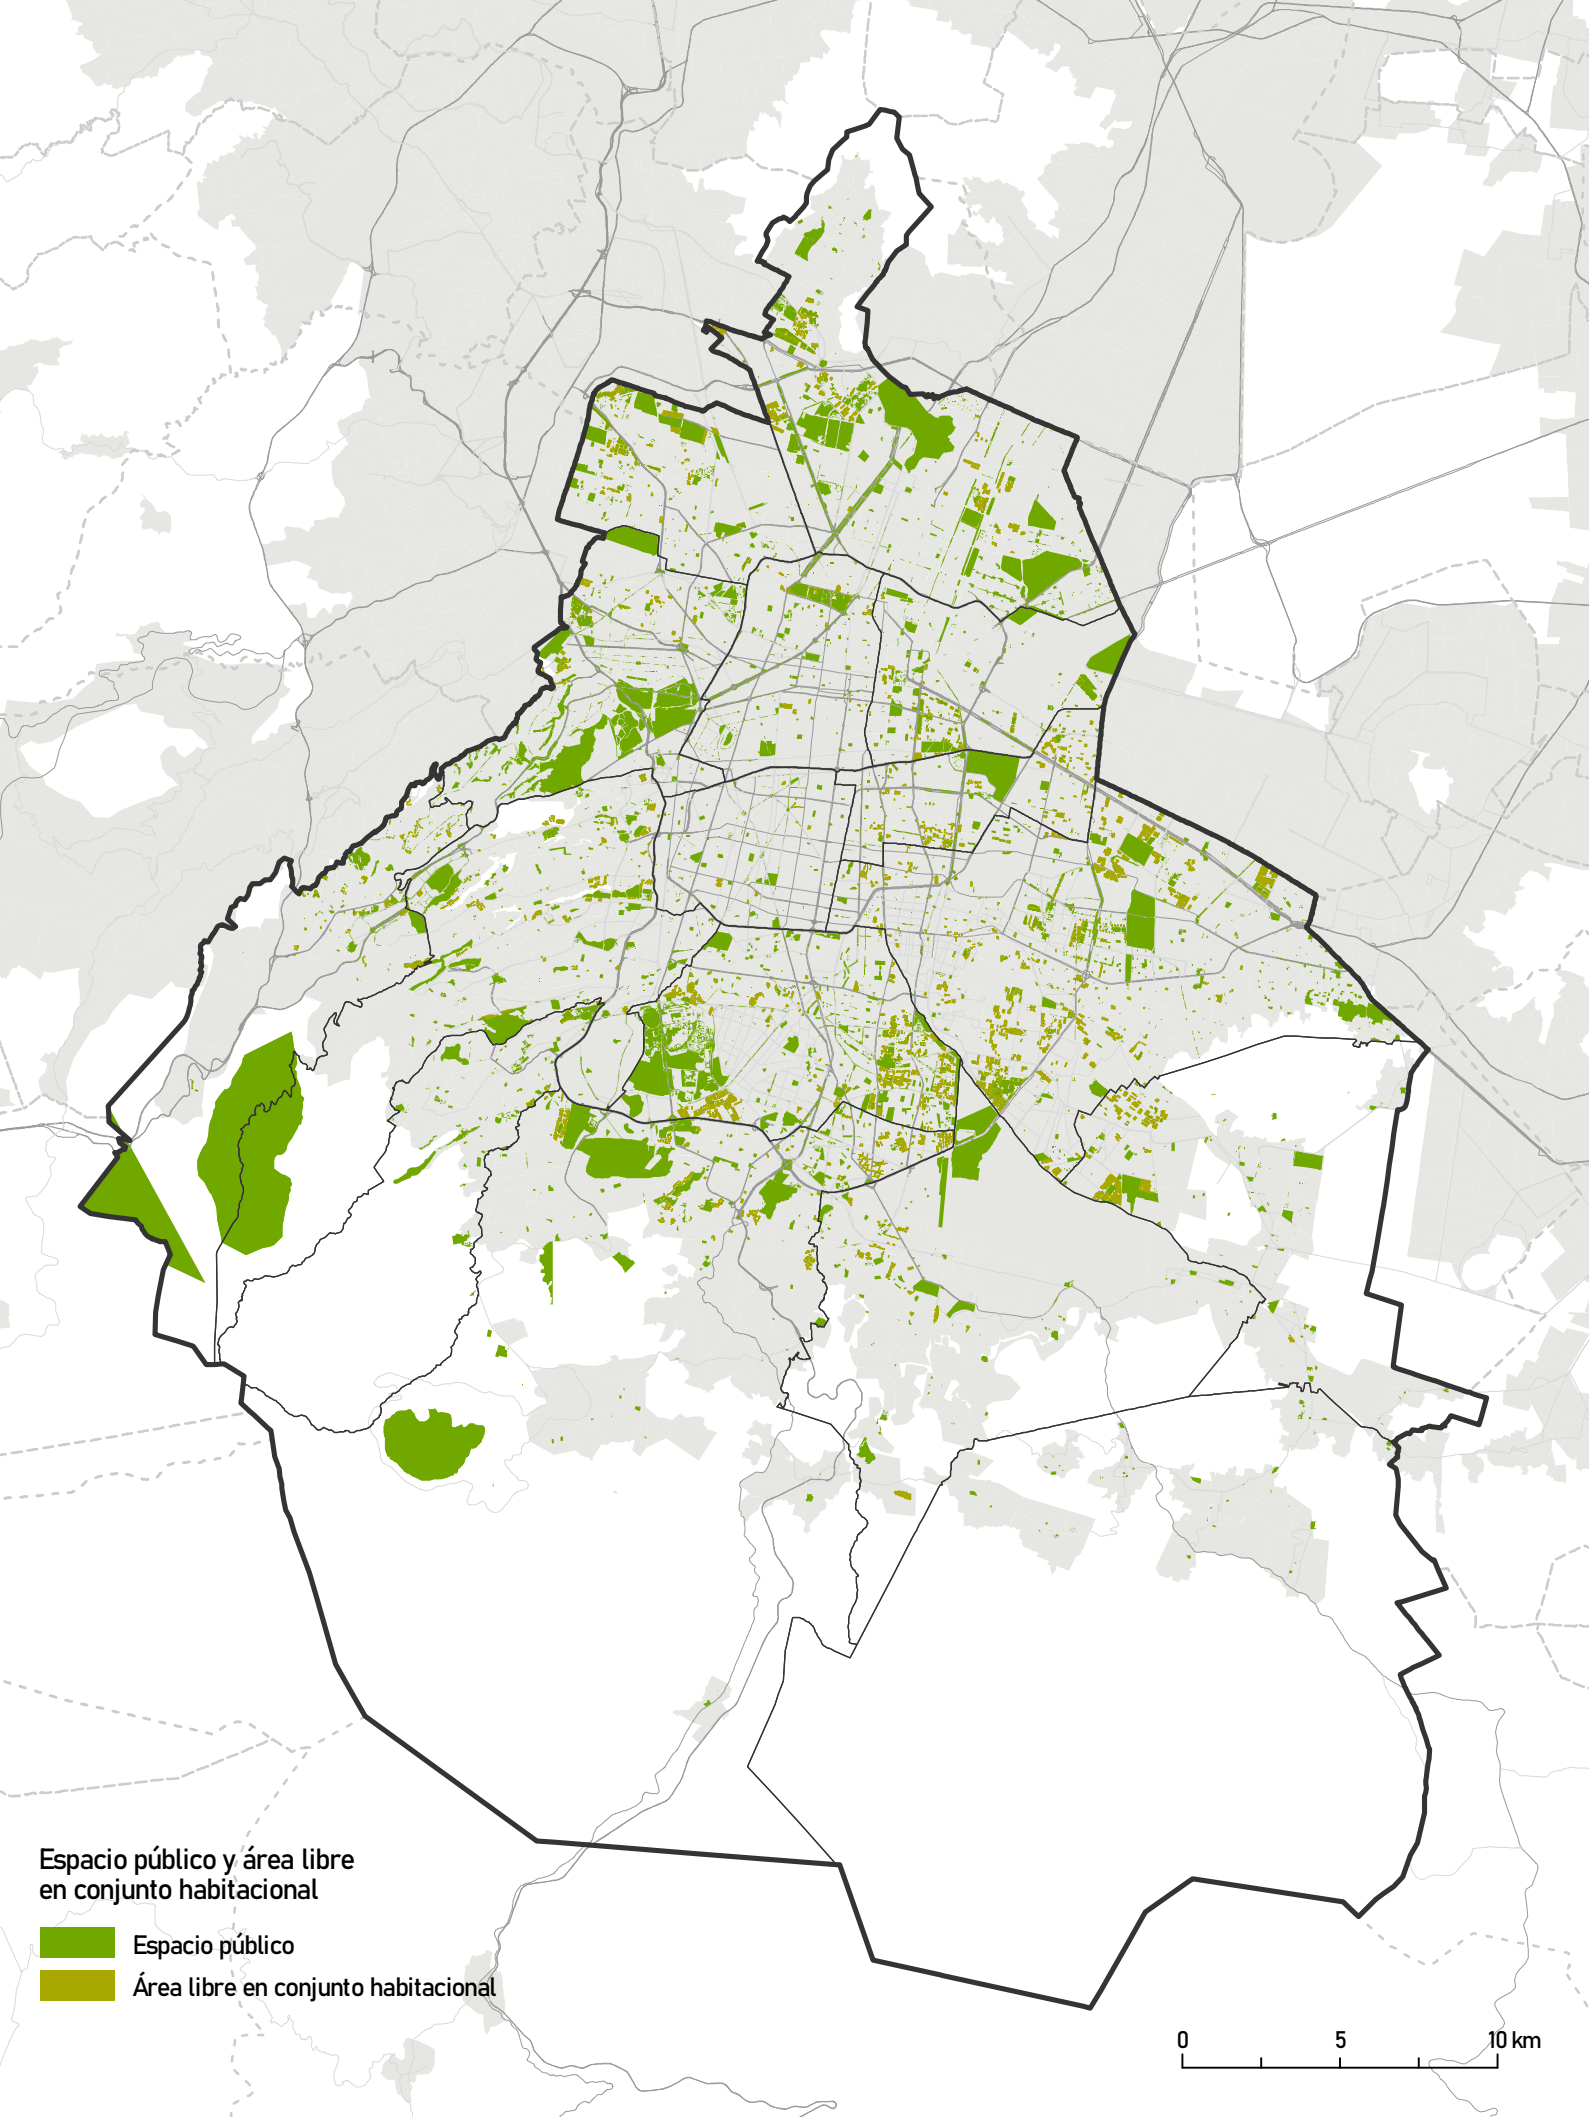 Espacio público y área libre
en conjunto habitacional
Espacio público
Área libre en conjunto habitacional
0 5 10 km